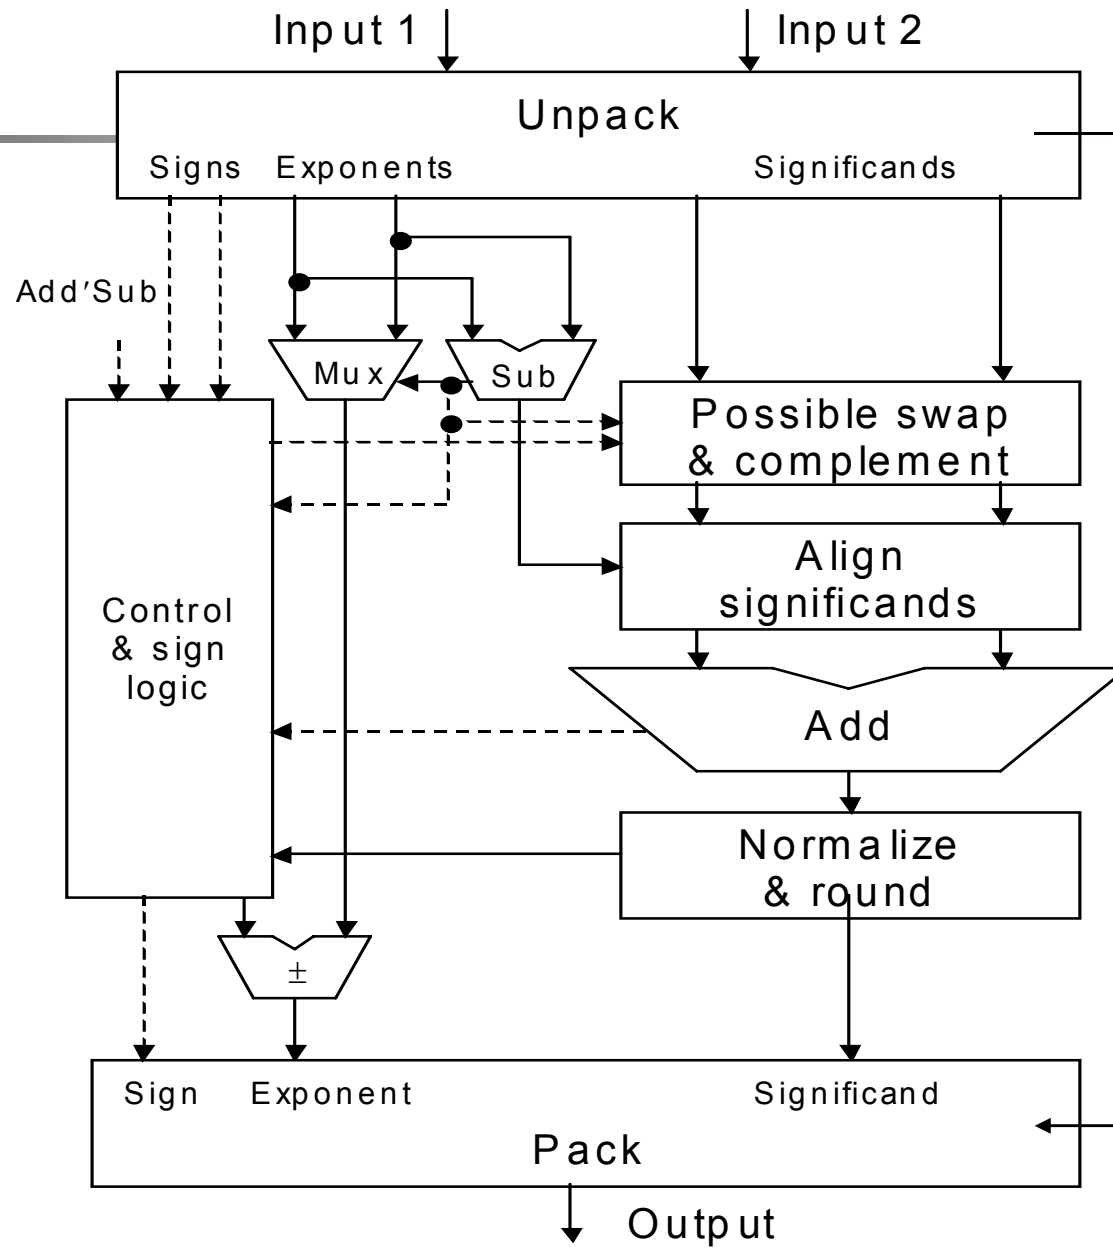 Input 1
Input 2
Unpack
Signs Exponents Significands
Add′Sub
Mux
Sub
Possible swap
& complement
Align
significands
Control
& sign
logic
Add
Normalize
& round
±
Sign Exponent Significand
Pack
Output